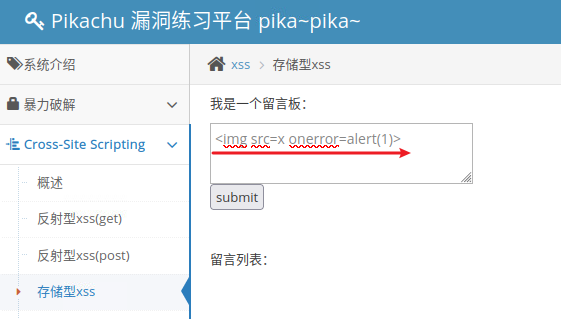 Pikachu 漏洞练习平台 pika~pika~
系统介绍
xss > 存储型xss
暴力破解
我是一个留言板：
Cross-Site Scripting
<img src=x onerror=alert(1)>
概述
submit
反射型xss(get)
反射型xss(post)
留言列表：
存储型xss